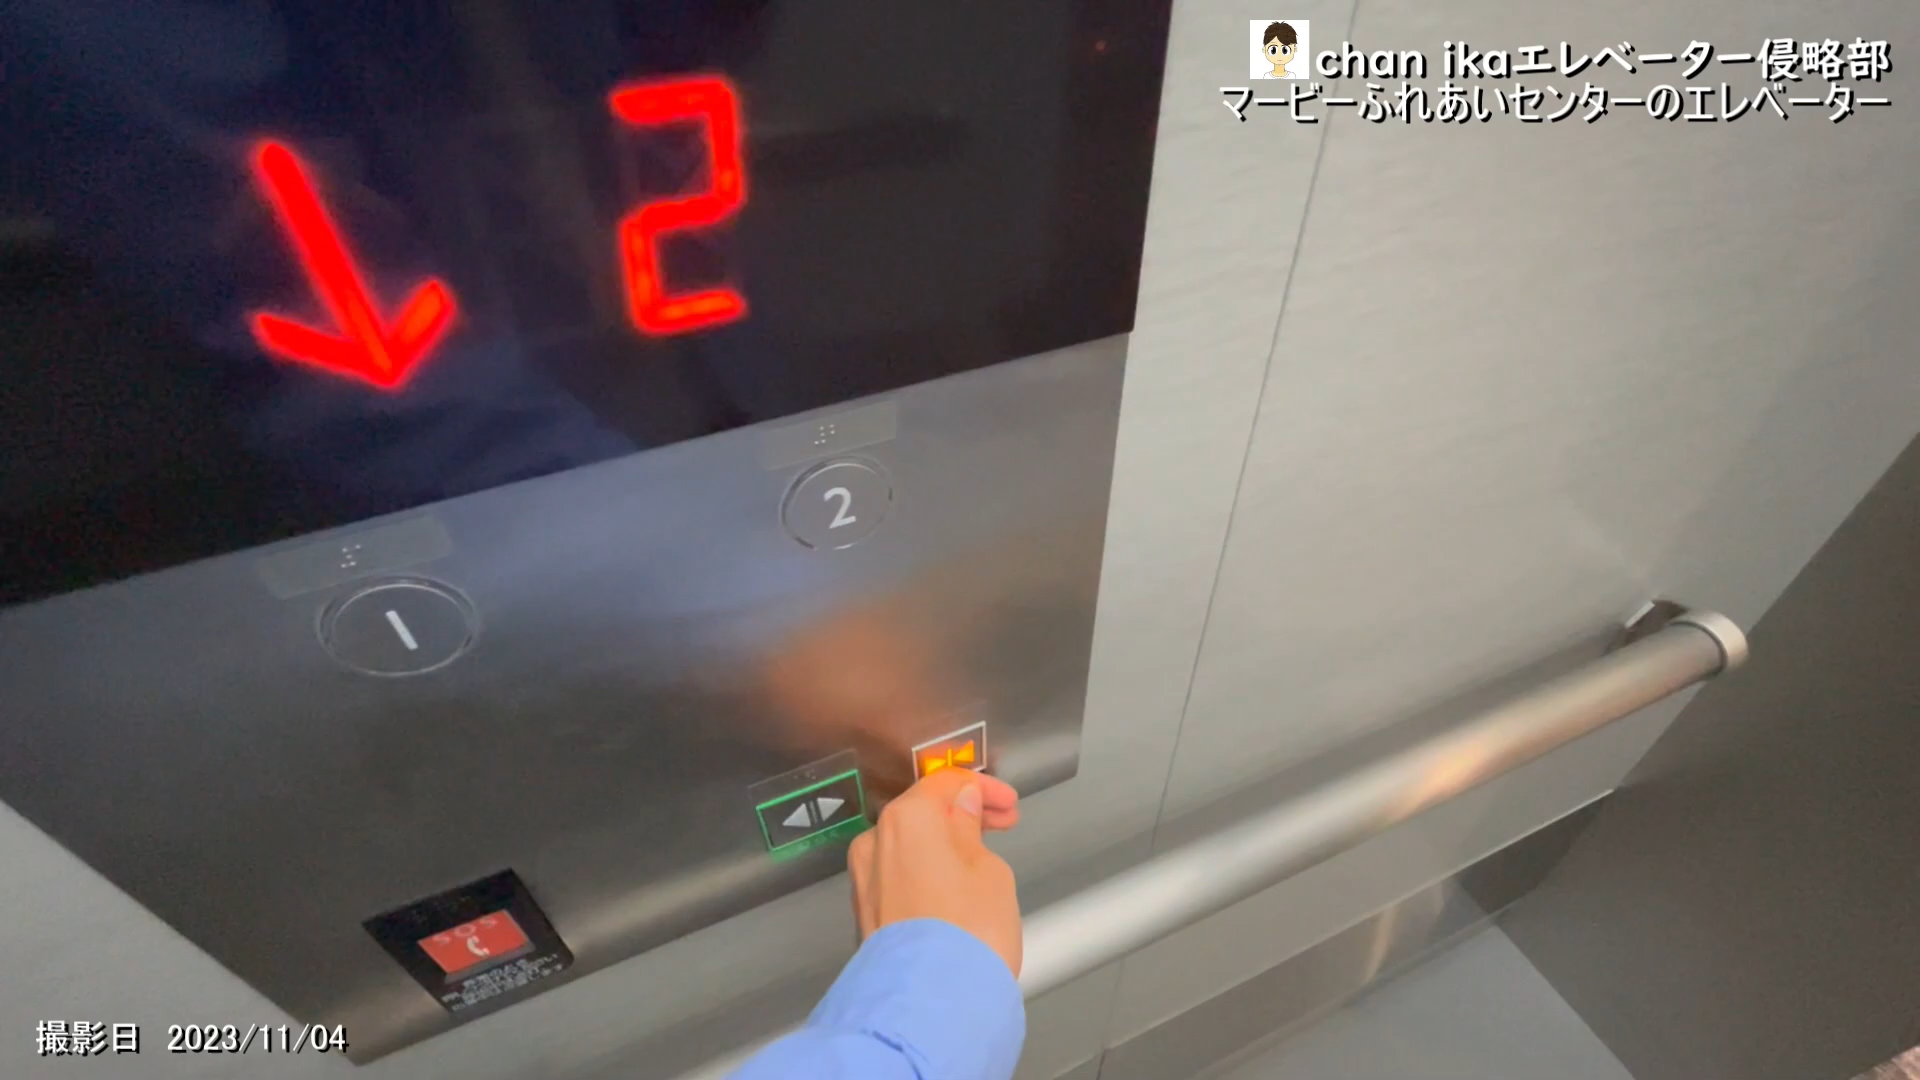 chan ikaエレベーター侵略部
マービーふれあいセンターのエレベーター
2
2
1
SOS
撮影日 2023/11/04